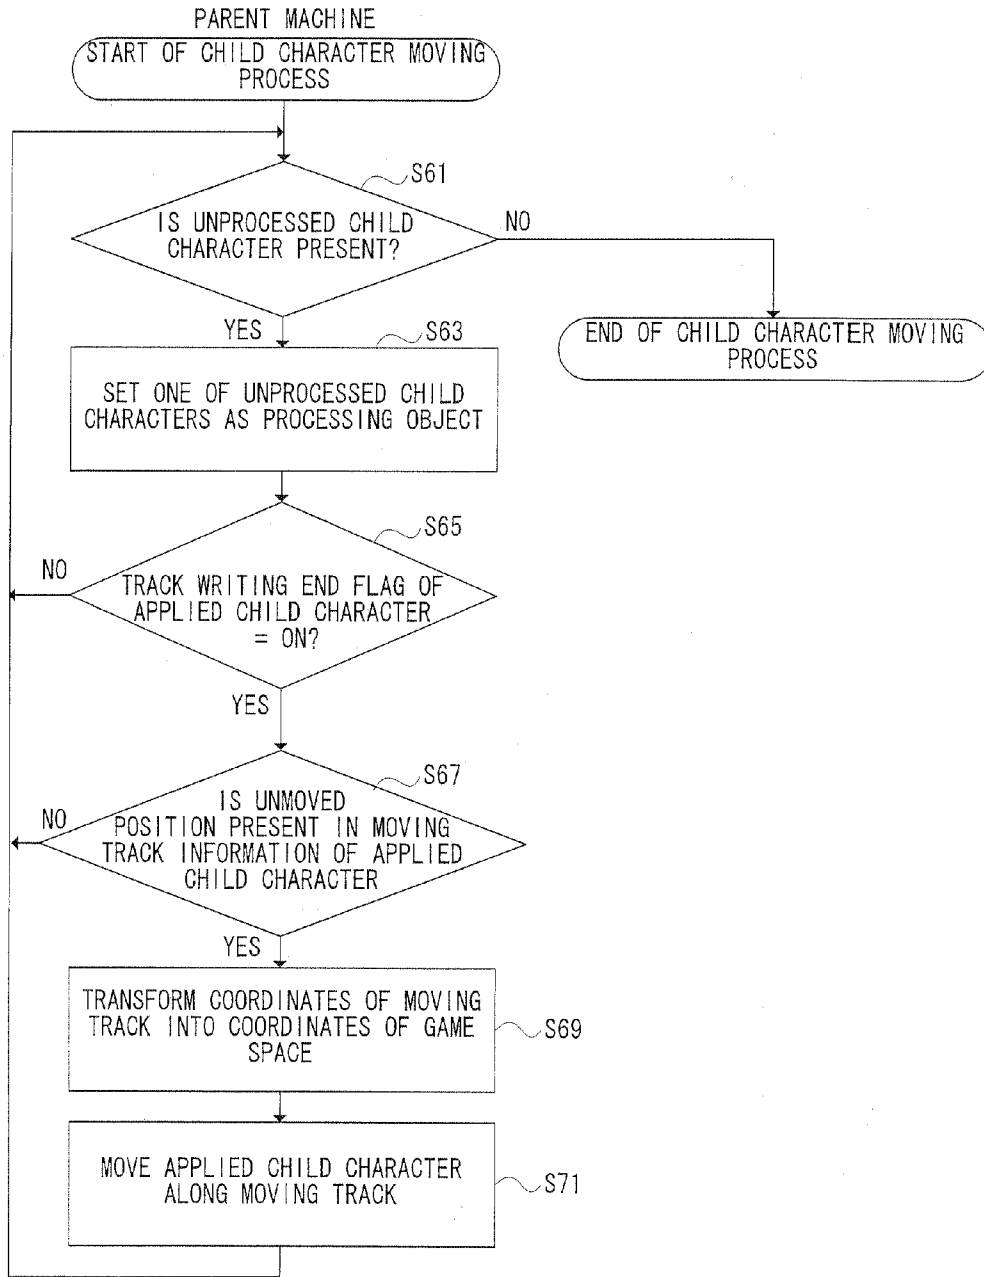 PARENT MACHINE
START OF CHILD CHARACTER MOVING
PROCESS
S61
IS UNPROCESSED CHILD
CHARACTER PRESENT?
NO
YES
S63
END OF CHILD CHARACTER MOVING
PROCESS
SET ONE OF UNPROCESSED CHILD
CHARACTERS AS PROCESSING OBJECT
S65
NO
TRACK WRITING END FLAG OF
APPLIED CHILD CHARACTER
= ON?
YES
S67
NO
IS UNMOVED
POSITION PRESENT IN MOVING
TRACK INFORMATION OF APPLIED
CHILD CHARACTER
YES
TRANSFORM COORDINATES OF MOVING
TRACK INTO COORDINATES OF GAME
SPACE
S69
MOVE APPLIED CHILD CHARACTER
ALONG MOVING TRACK
S71